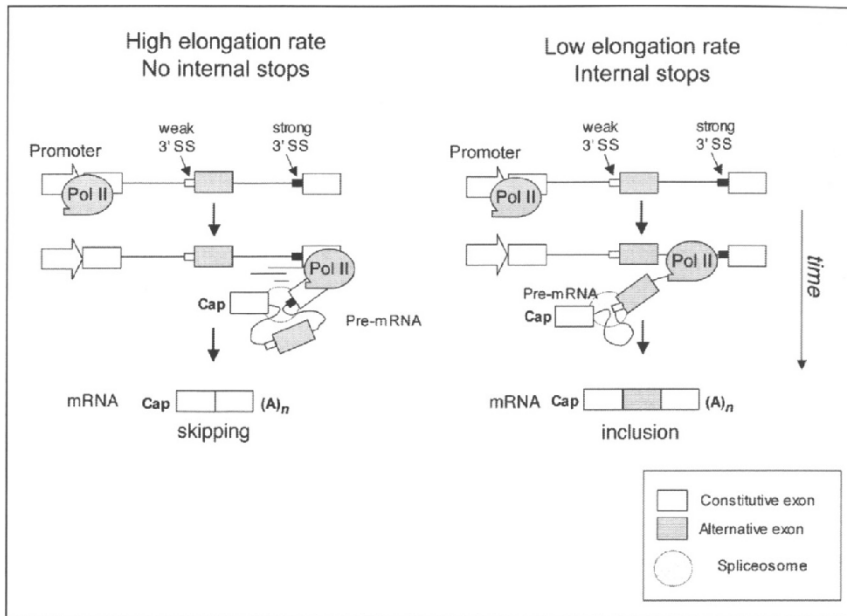 High elongation rate
No internal stops
weak
3' SS
strong
3' SS
Promoter
Pol II
Pol II
Cap
Pre-mRNA
mRNA
Cap
(A)n
skipping
Low elongation rate
Internal stops
weak
3' SS
strong
3' SS
Promoter
Pol II
Pol II
Pre-mRNA
Cap
time
mRNA
Cap
(A)n
inclusion
Constitutive exon
Alternative exon
Spliceosome